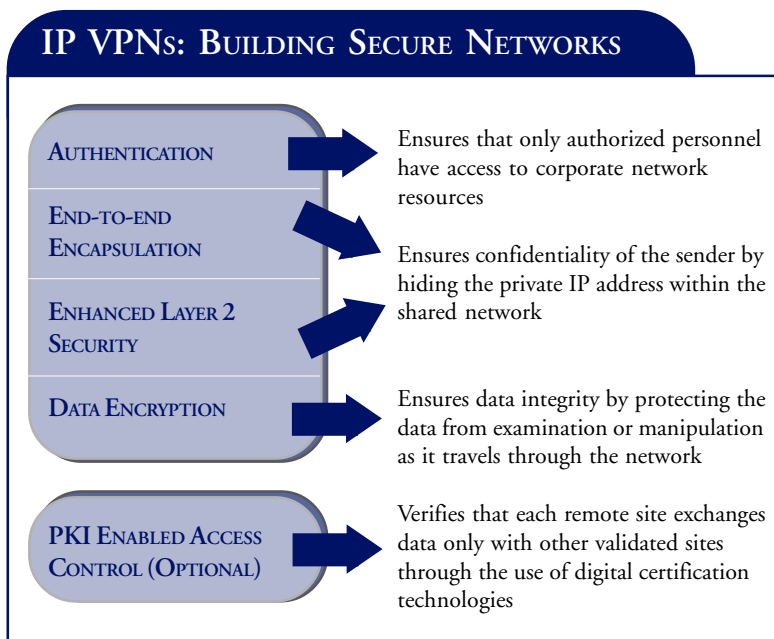 IP VPNs: Building Secure Networks
Authentication
Ensures that only authorized personnel
have access to corporate network
resources
End-to-end
Encapsulation
Enhanced Layer 2
Security
Ensures confidentiality of the sender by
hiding the private IP address within the
shared network
Data Encryption
Ensures data integrity by protecting the
data from examination or manipulation
as it travels through the network
PKI Enabled Access
Control (Optional)
Verifies that each remote site exchanges
data only with other validated sites
through the use of digital certification
technologies